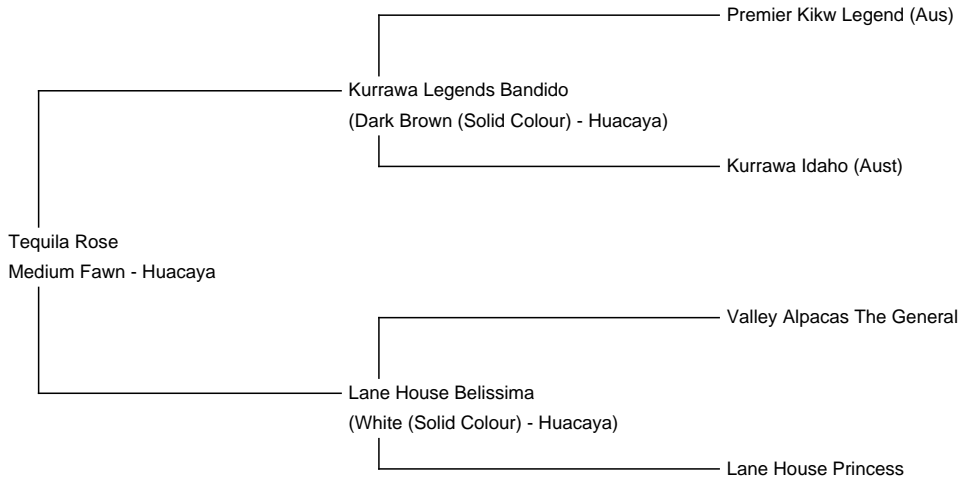 Premier Kikw Legend (Aus)
Kurrawa Legends Bandido
(Dark Brown (Solid Colour) - Huacaya)
Kurrawa Idaho (Aust)
Tequila Rose
Medium Fawn - Huacaya
Valley Alpacas The General
Lane House Belissima
(White (Solid Colour) - Huacaya)
Lane House Princess